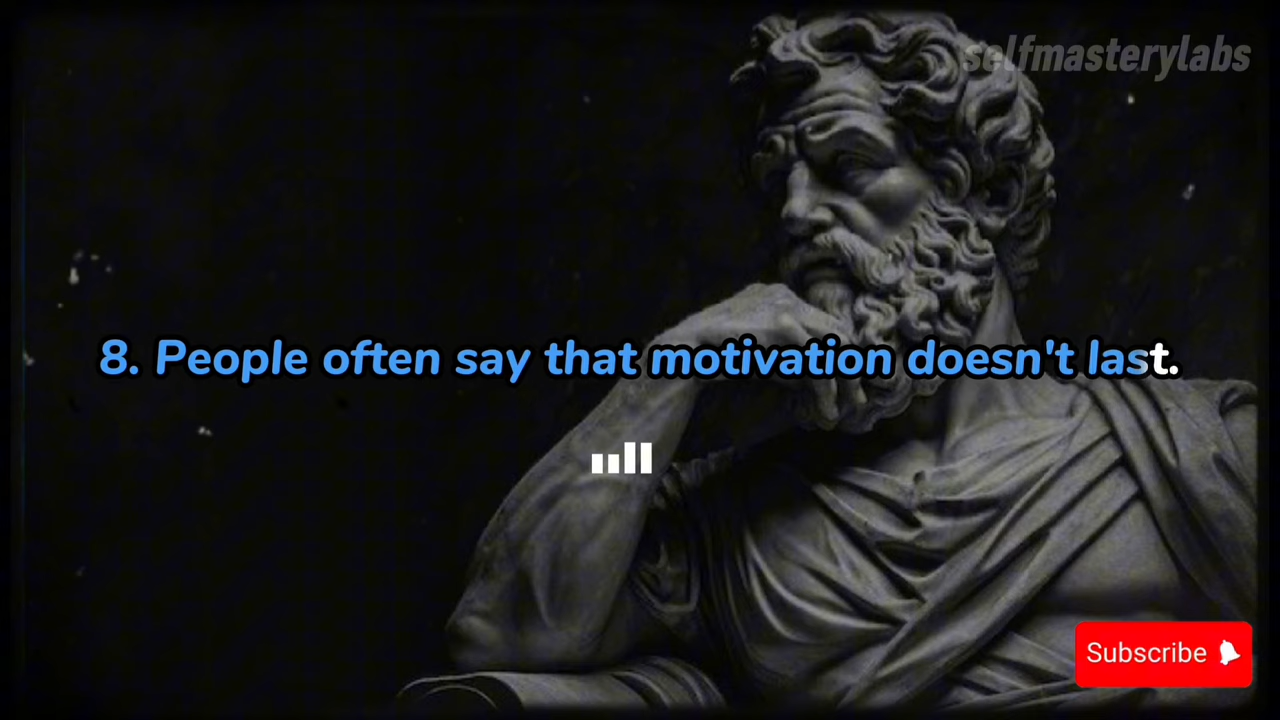 selfmasterylabs
8. People often say that motivation doesn't last.
Subscribe